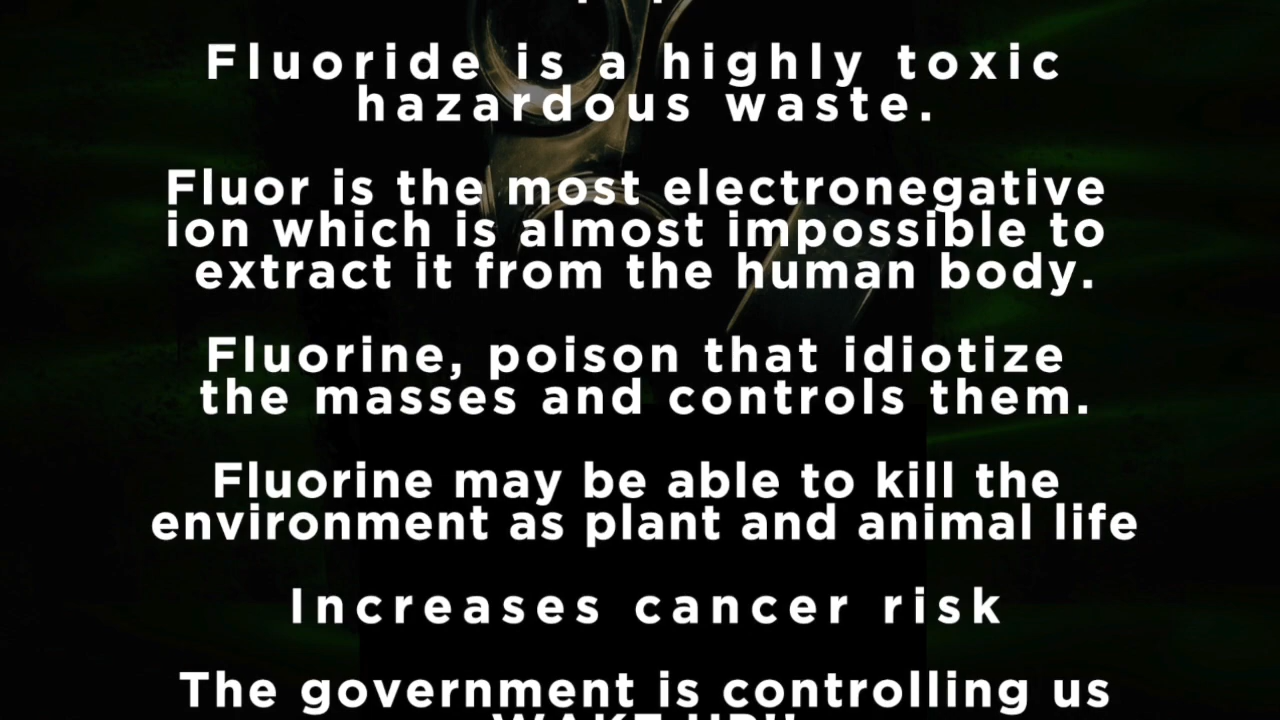 Fluoride is a highly toxic
hazardous waste.
Fluor is the most electronegative
ion which is almost impossible to
extract it from the human body.
Fluorine, poison that idiotize
the masses and controls them.
Fluorine may be able to kill the
environment as plant and animal life
Increases cancer risk
The government is controlling us
WAKE UP!!